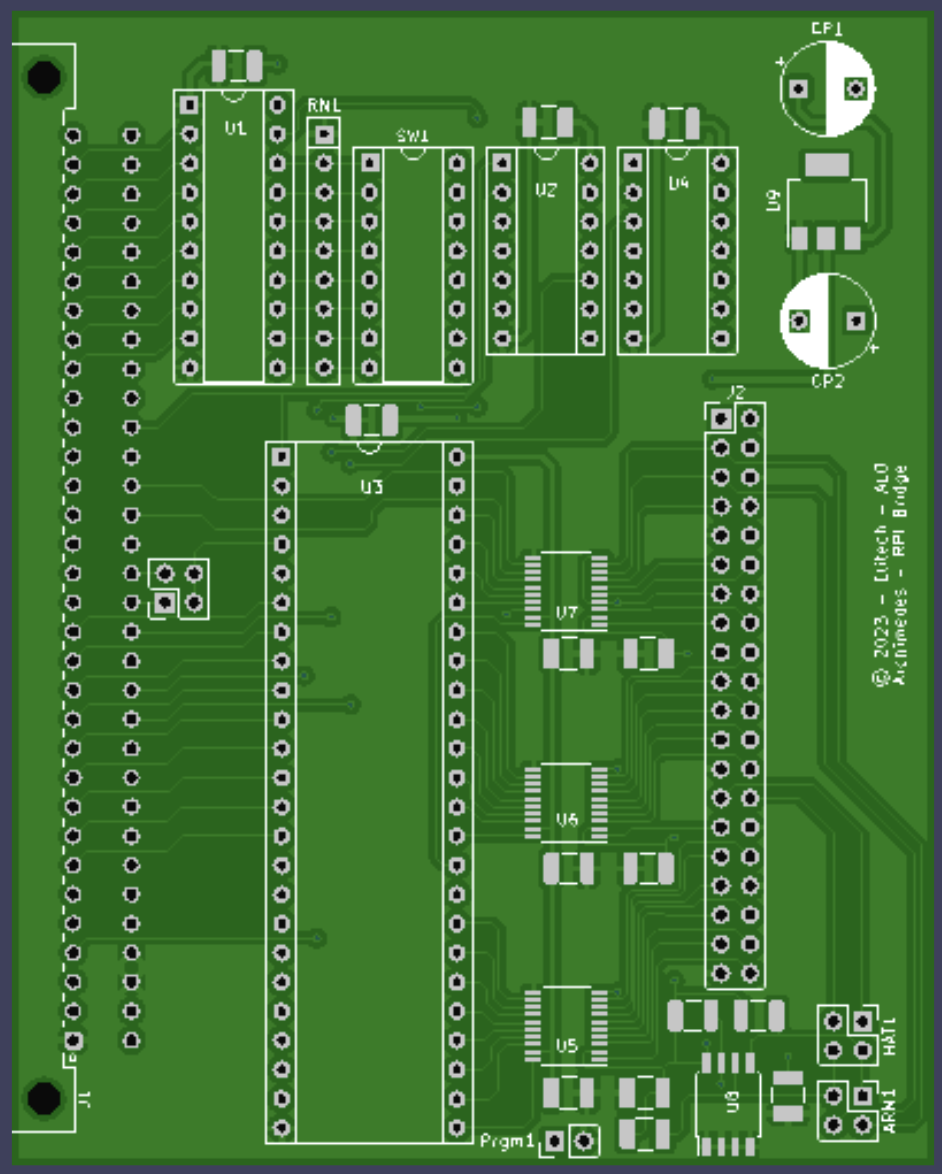 CP1
RN1
U1
SW1
U2
U4
U9
CP2
J2
U3
© 2023 - Eutech - ALO
Archimedes - RPI Bridge
U7
U6
U5
HAT1
J1
U8
ARN1
Prgm1